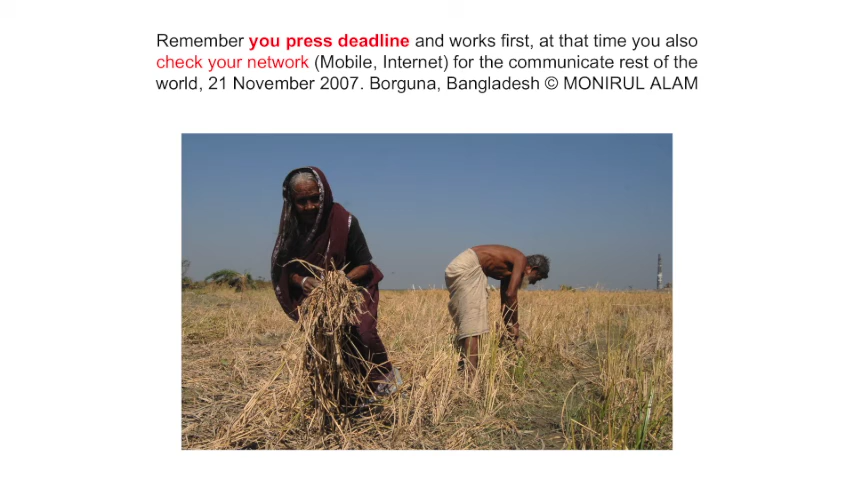 Remember you press deadline and works first, at that time you also
check your network (Mobile, Internet) for the communicate rest of the
world, 21 November 2007. Borguna, Bangladesh © MONIRUL ALAM